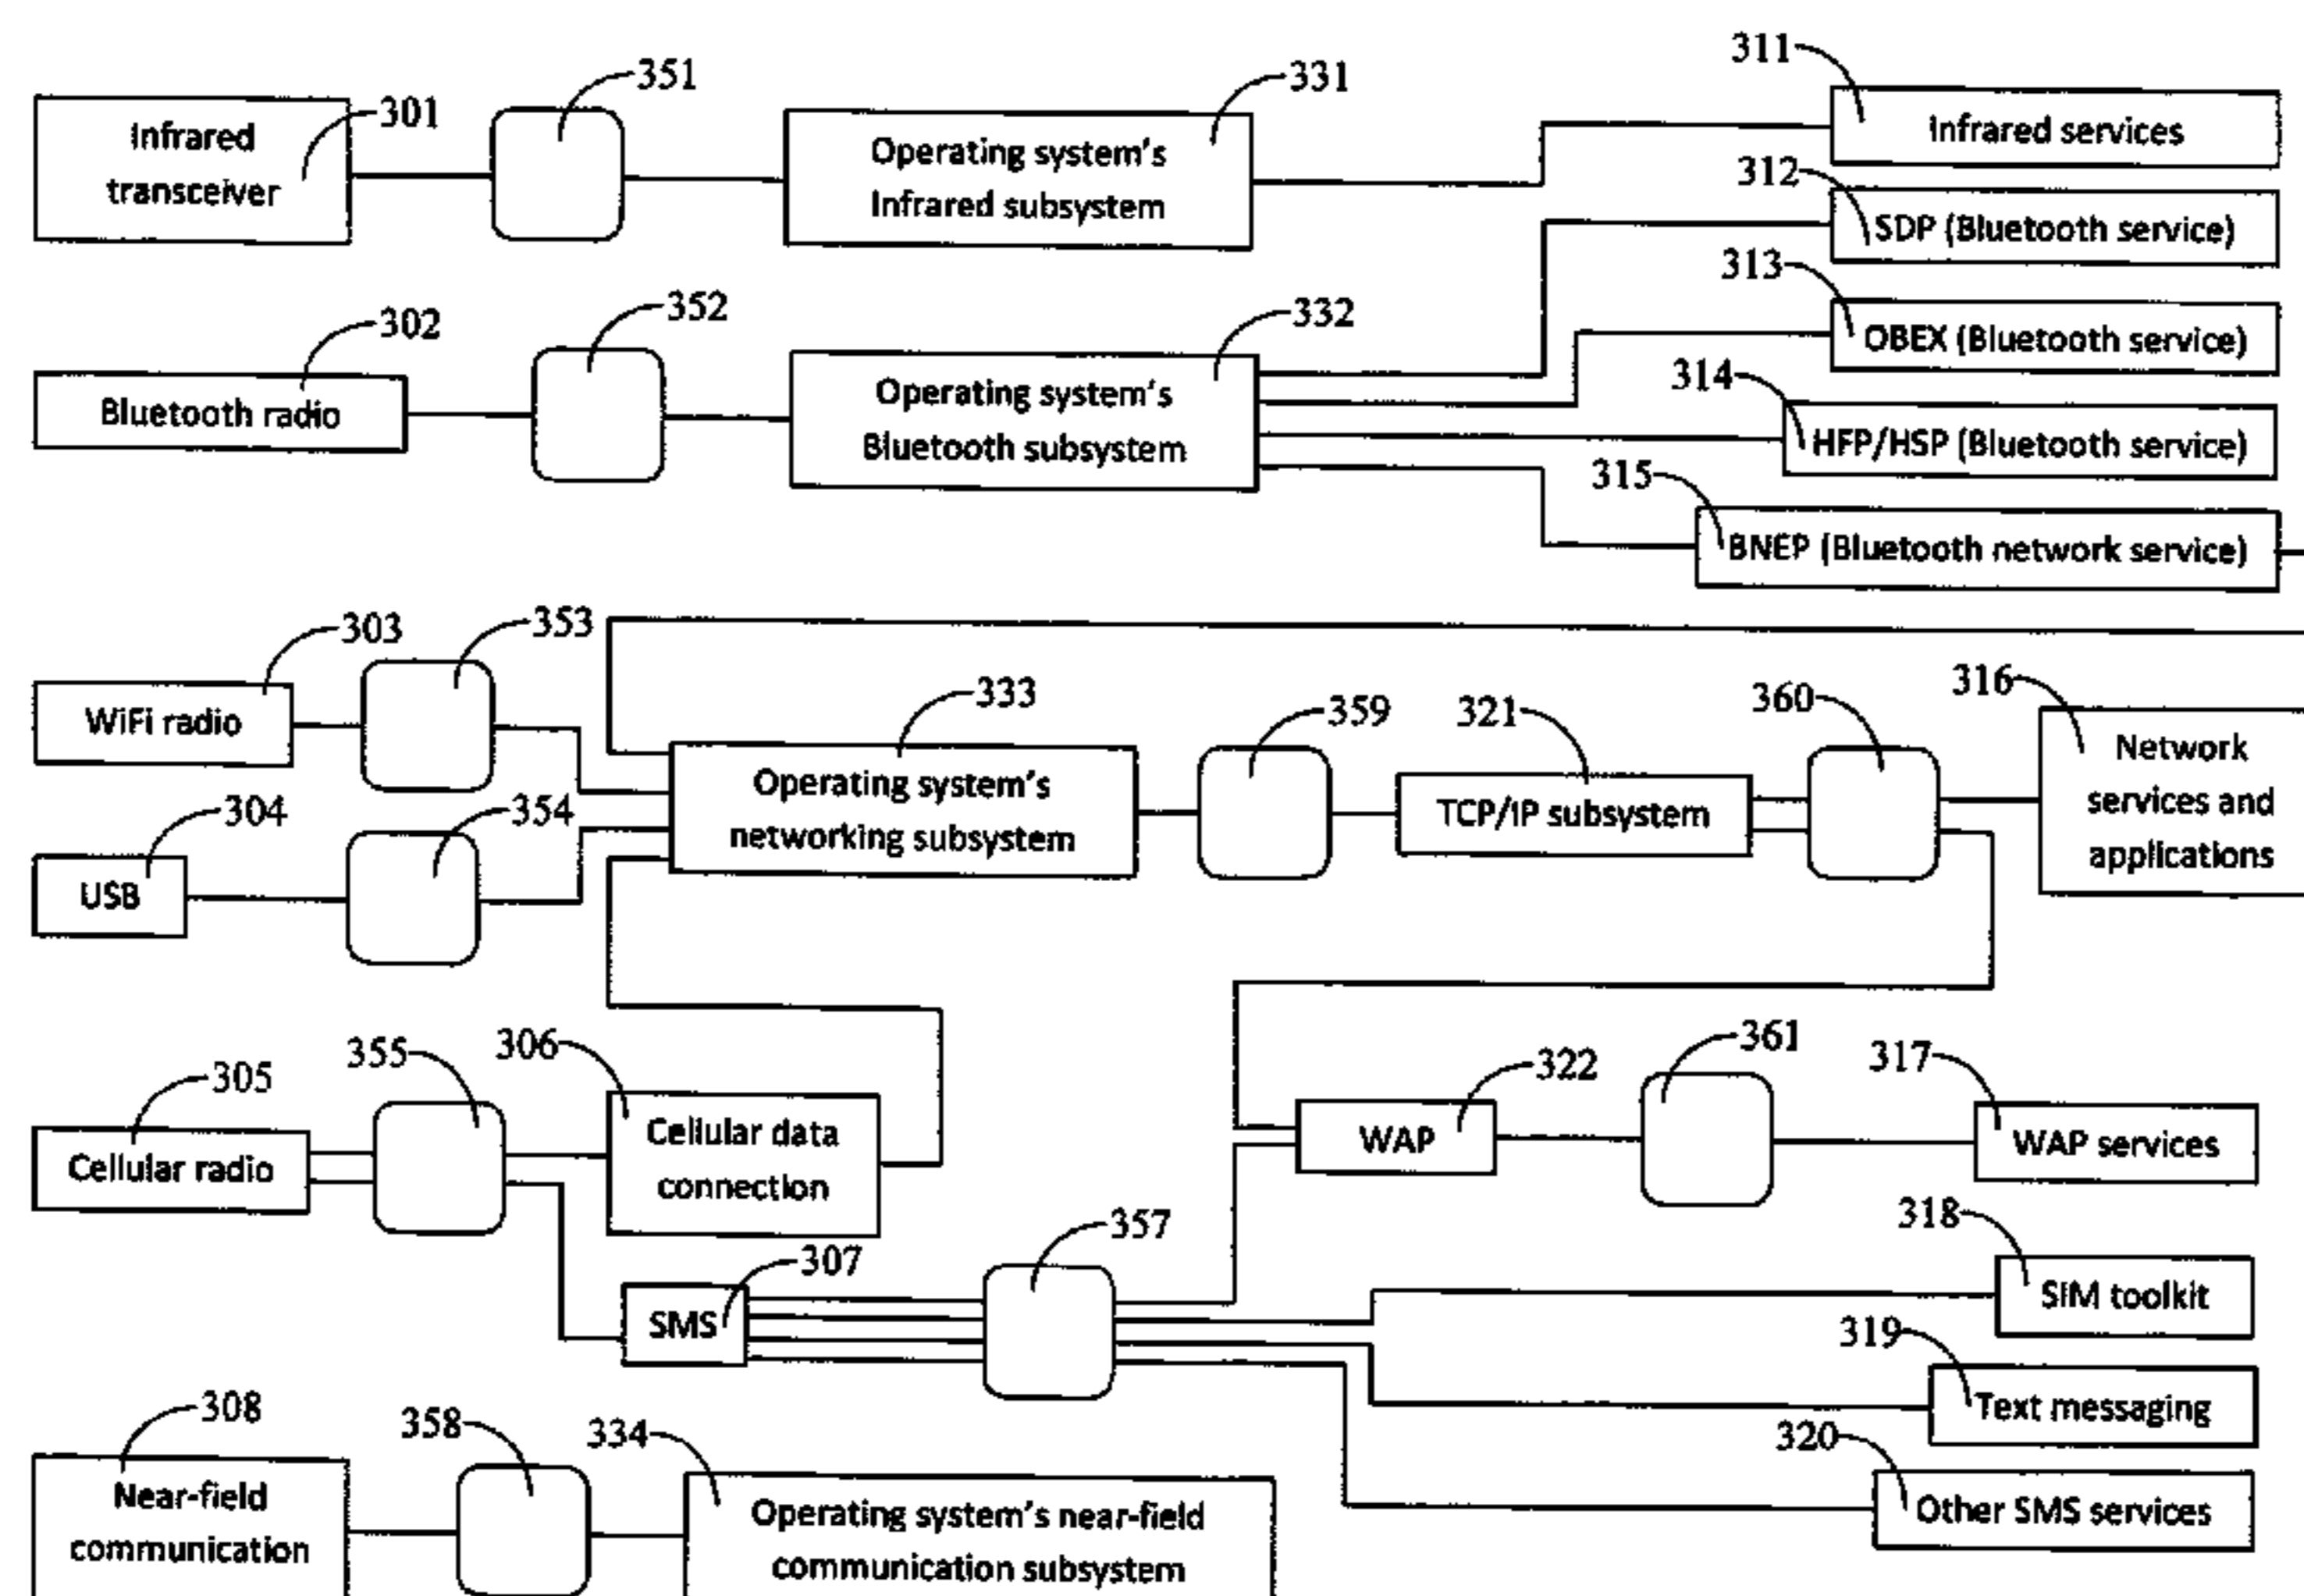 311
351
331
Infrared
transceiver
301
Operating system's
Infrared subsystem
Infrared services
312
SDP (Bluetooth service)
313
302
352
332
OBEX (Bluetooth service)
314
Bluetooth radio
Operating system's
Bluetooth subsystem
HFP/HSP (Bluetooth service)
315
BNEP (Bluetooth network service)
303
353
WiFi radio
333
359
321
360
316
Operating system's
networking subsystem
TCP/IP subsystem
Network
services and
applications
304
354
USB
305
355
306
Cellular radio
Cellular data
connection
322
361
317
WAP
WAP services
307
357
318
SMS
SIM toolkit
319
Text messaging
308
358
334
320
Near-field
communication
Operating system's near-field
communication subsystem
Other SMS services